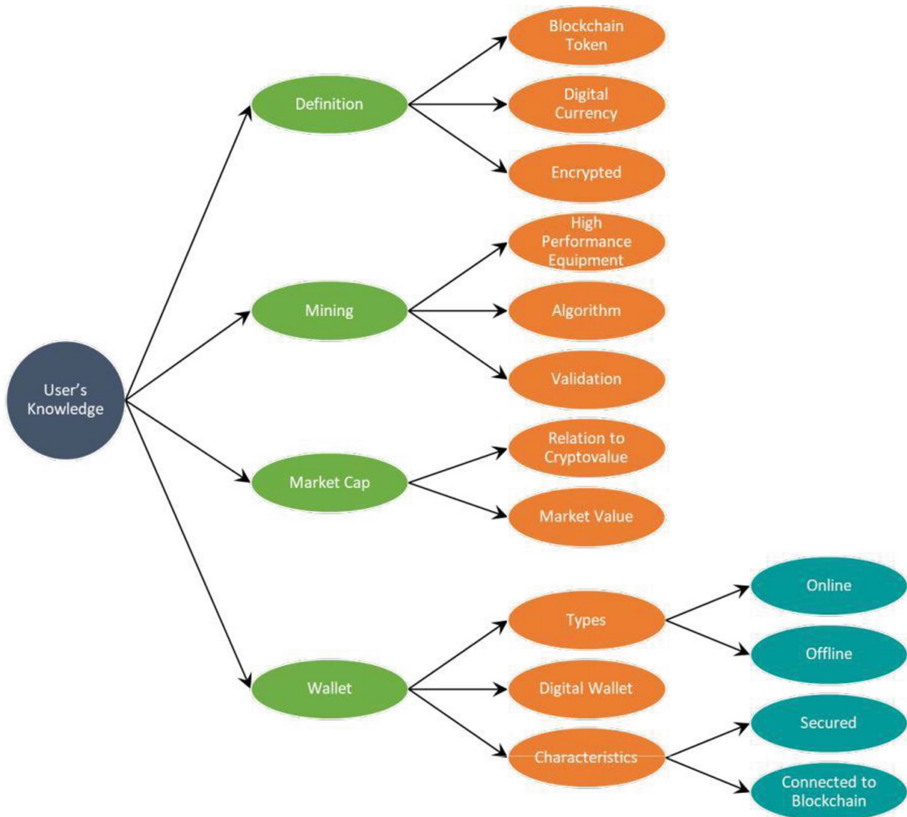 User's
Knowledge
Definition
Blockchain
Token
Digital
Currency
Encrypted
Mining
High
Performance
Equipment
Algorithm
Validation
Market Cap
Relation to
Cryptovalue
Market Value
Wallet
Types
Online
Offline
Digital Wallet
Characteristics
Secured
Connected to
Blockchain